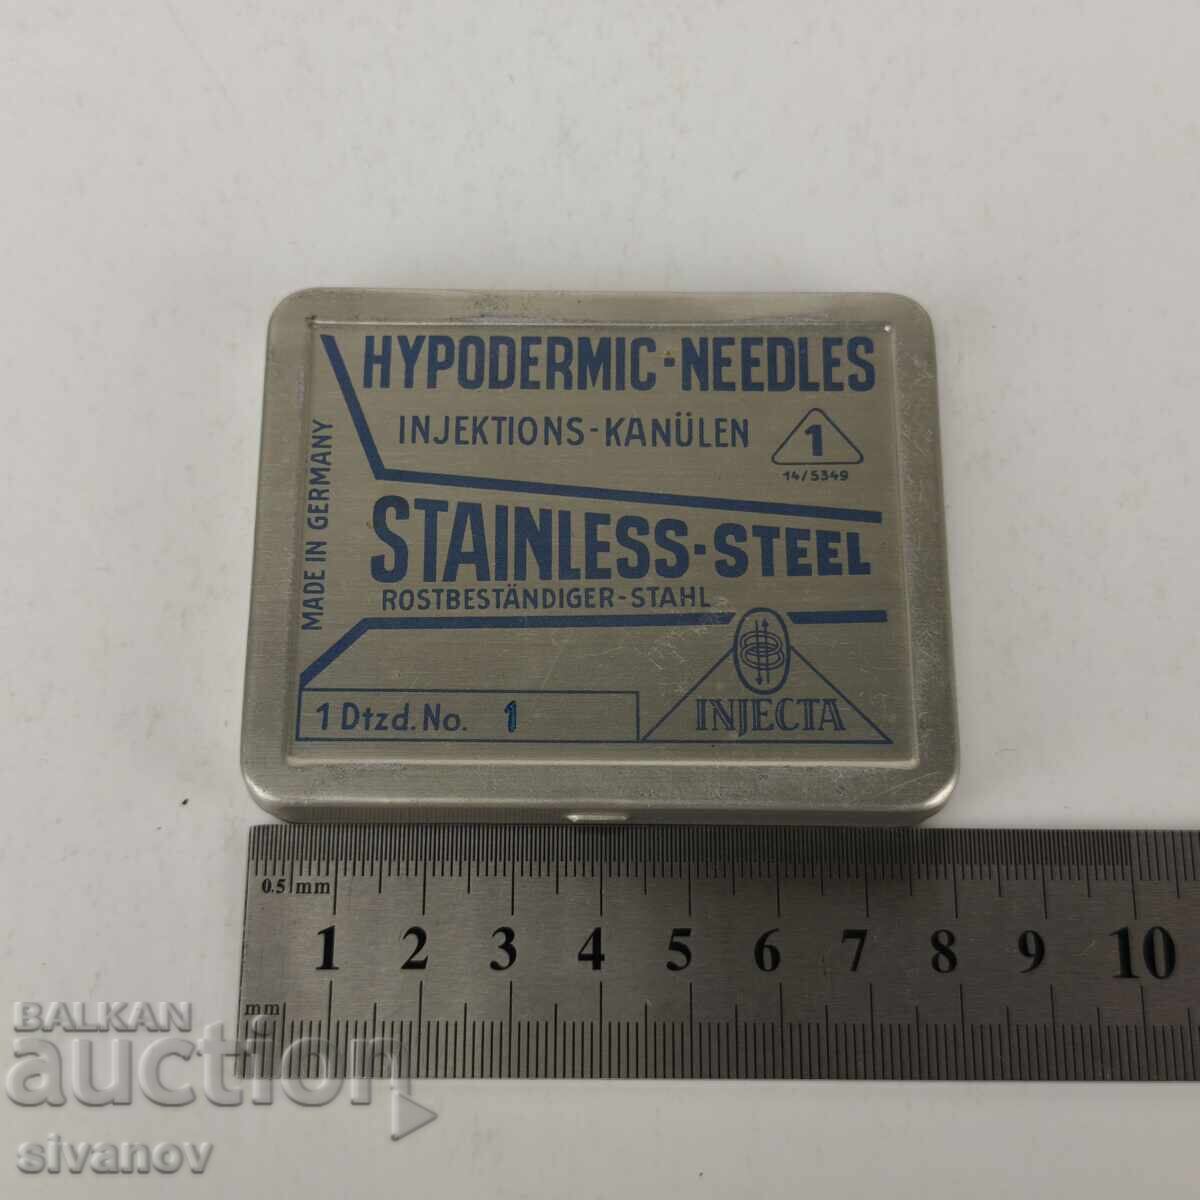 HYPODERMIC-NEEDLES
INJEKTIONS-KANÜLEN
1
14/5349
MADE IN GERMANY
STAINLESS-STEEL
ROSTBESTÄNDIGER-STAHL
1 Dtzd. No. 1
INJECTA
0.5 mm
1 2 3 4 5 6 7 8 9 10
mm
BALKAN
auction
sivanov